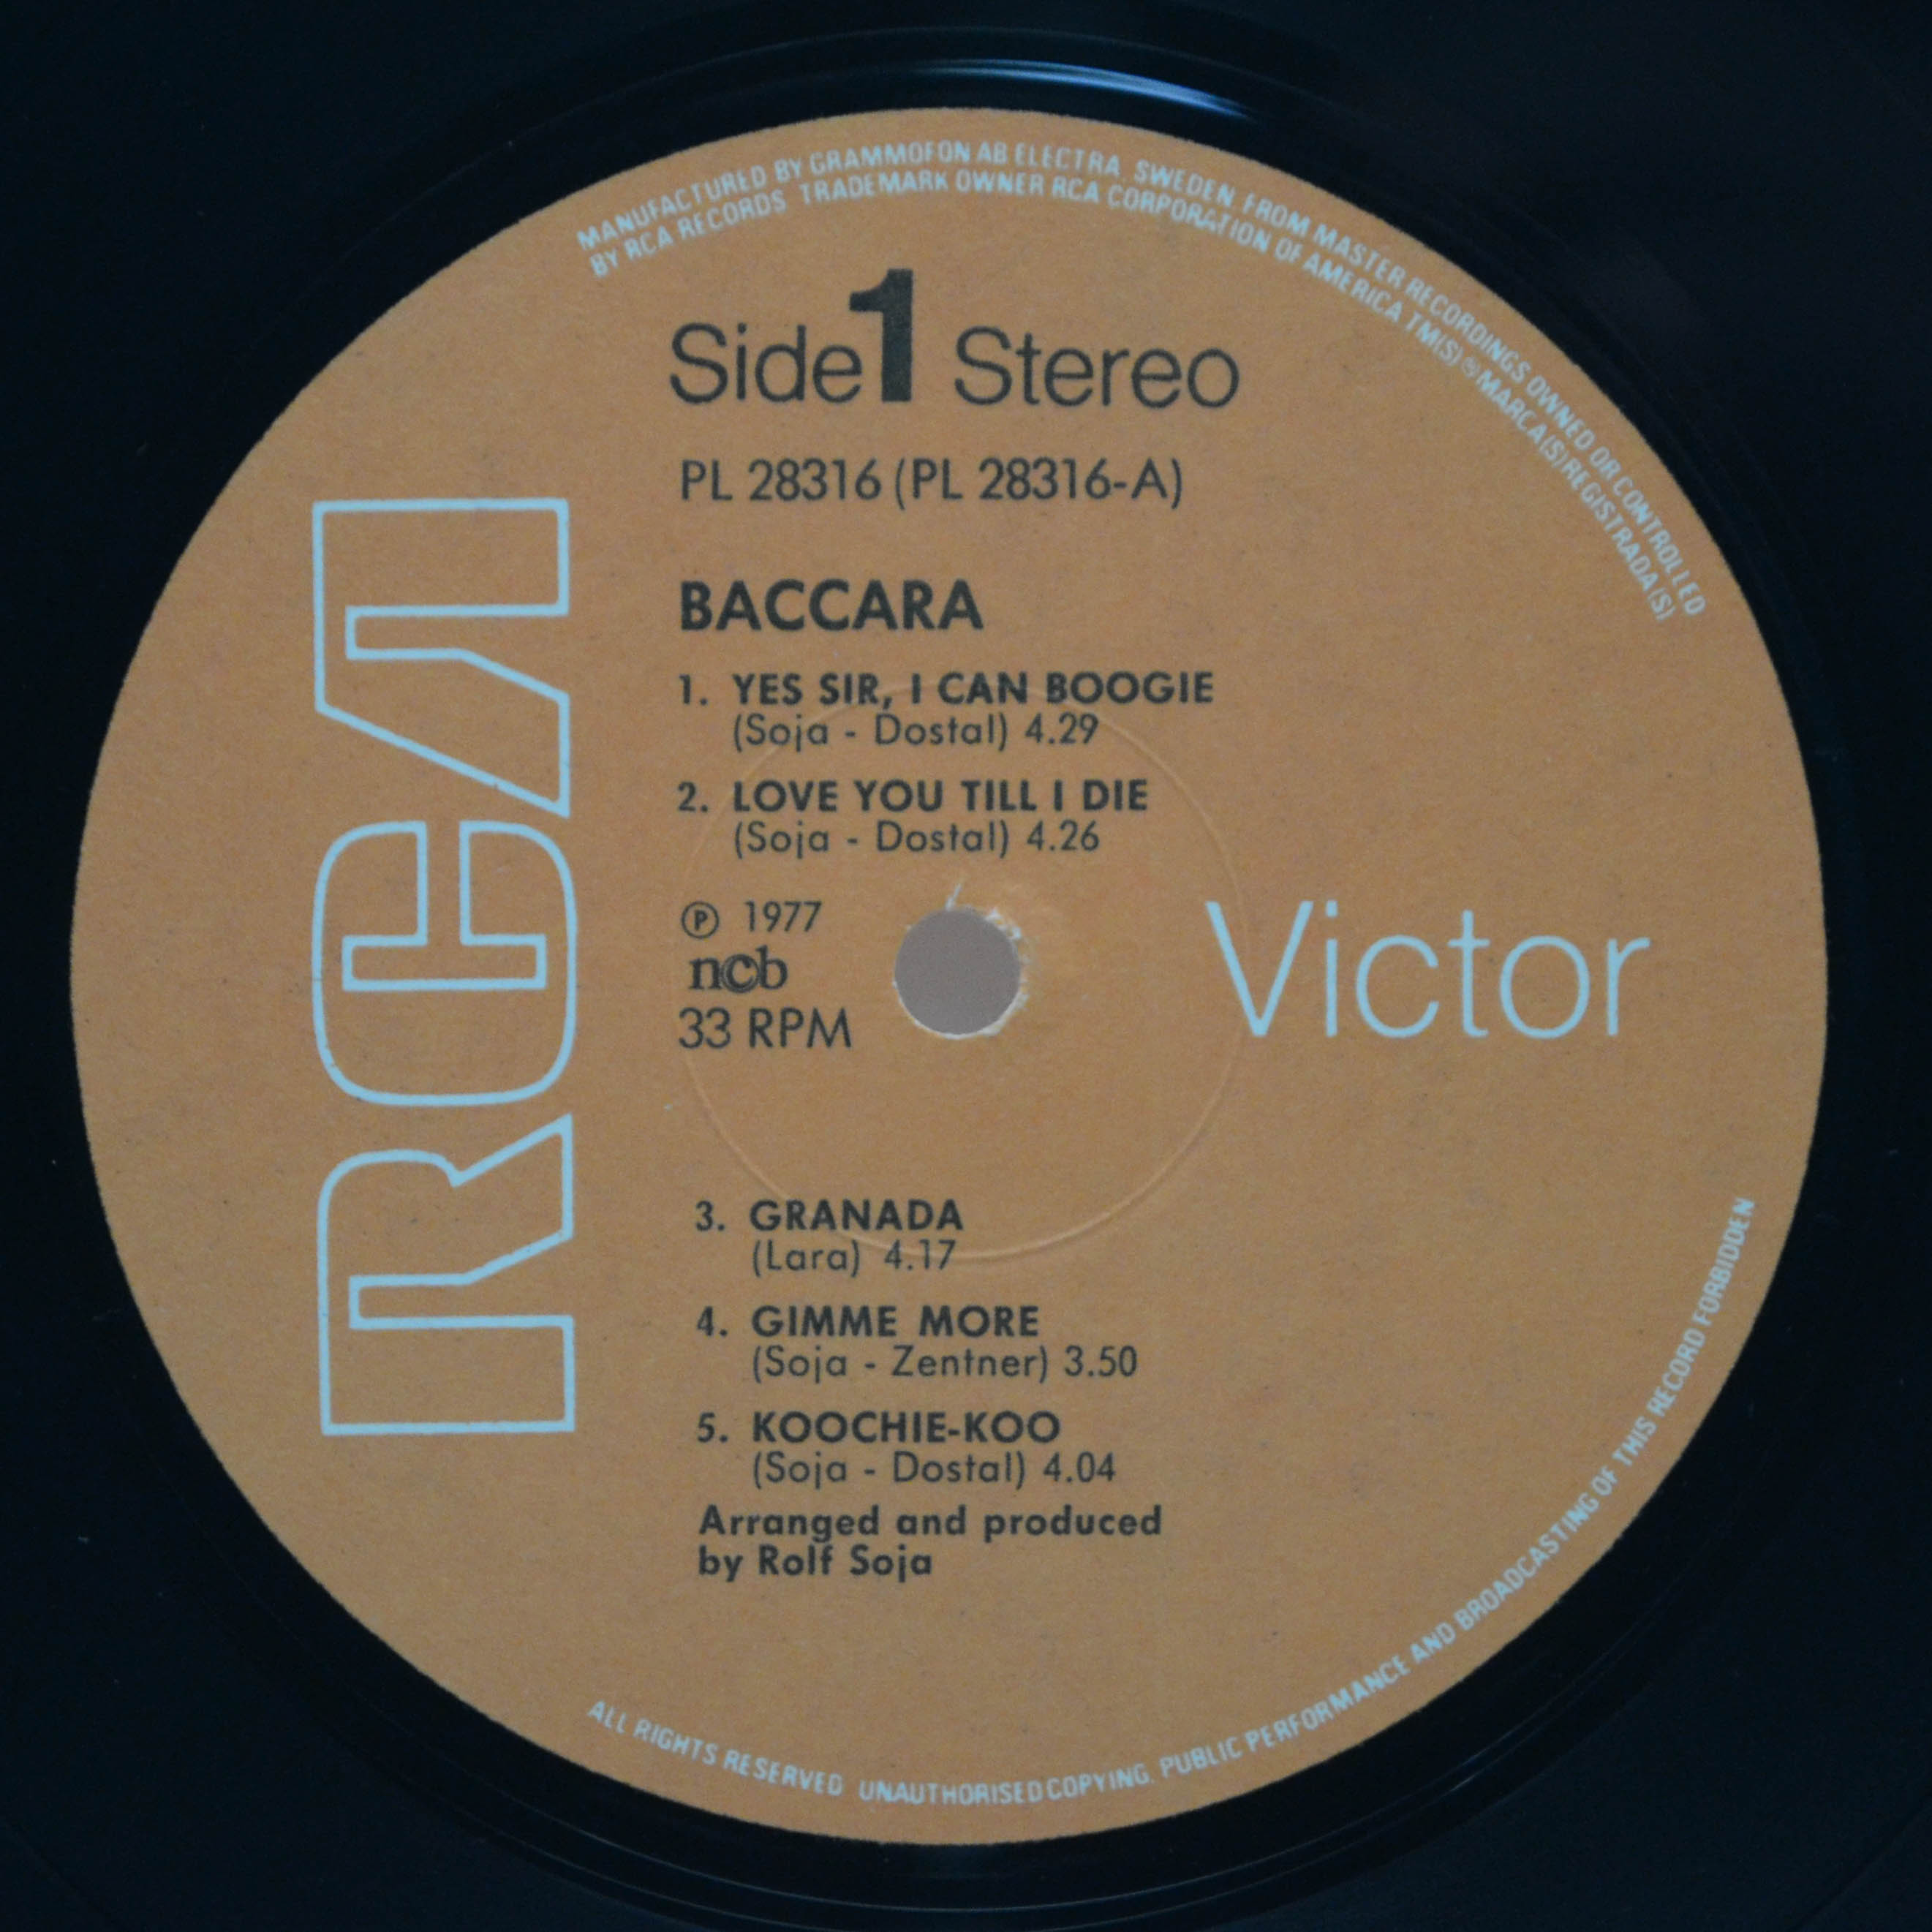 MANUFACTURED BY GRAMMOFON AB ELECTRA, SWEDEN, FROM MASTER RECORDINGS OWNED OR CONTROLLED
BY RCA RECORDS TRADEMARK OWNER RCA CORPORATION OF AMERICA TM(S) ® MARCA(S) REGISTRADA(S)
Side 1 Stereo
PL 28316 (PL 28316-A)
RCA
BACCARA
1. YES SIR, I CAN BOOGIE
(Soja - Dostal) 4.29
2. LOVE YOU TILL I DIE
(Soja - Dostal) 4.26
℗ 1977
ncb
33 RPM
Victor
3. GRANADA
(Lara) 4.17
4. GIMME MORE
(Soja - Zentner) 3.50
5. KOOCHIE-KOO
(Soja - Dostal) 4.04
Arranged and produced
by Rolf Soja
ALL RIGHTS RESERVED UNAUTHORISED COPYING, PUBLIC PERFORMANCE AND BROADCASTING OF THIS RECORD FORBIDDEN